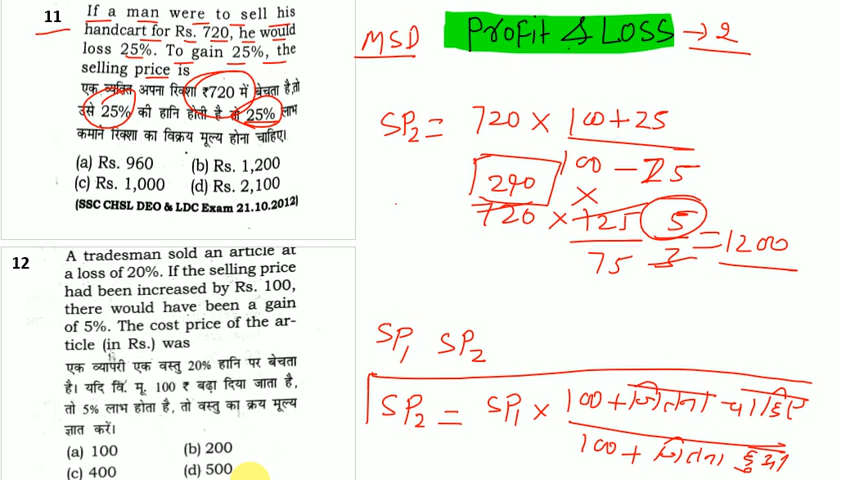 11
If a man were to sell his
handcart for Rs. 720, he would
loss 25%. To gain 25%, the
selling price is
एक व्यक्ति अपना रिक्शा ₹720 में बेचता है, तो
उसे 25% की हानि होती है तो 25% लाभ
कमाने रिक्शा का विक्रय मूल्य होना चाहिए।
(a) Rs. 960 (b) Rs. 1,200
(c) Rs. 1,000 (d) Rs. 2,100
(SSC CHSL DEO & LDC Exam 21.10.2012)
12
A tradesman sold an article at
a loss of 20%. If the selling price
had been increased by Rs. 100,
there would have been a gain
of 5%. The cost price of the ar-
ticle (in Rs.) was
एक व्यापरी एक वस्तु 20% हानि पर बेचता
है। यदि वि. मू. 100 ₹ बढ़ा दिया जाता है,
तो 5% लाभ होता है, तो वस्तु का क्रय मूल्य
ज्ञात करें।
(a) 100 (b) 200
(c) 400 (d) 500
MSD Profit & Loss → 2
SP2 = 720 × 100+25
100 - 25
240 ×
720 × 125 5
75 3 = 1200
SP1 SP2
SP2 = SP1 × 100 + जितना चाहिए
100 + जितना हुआ